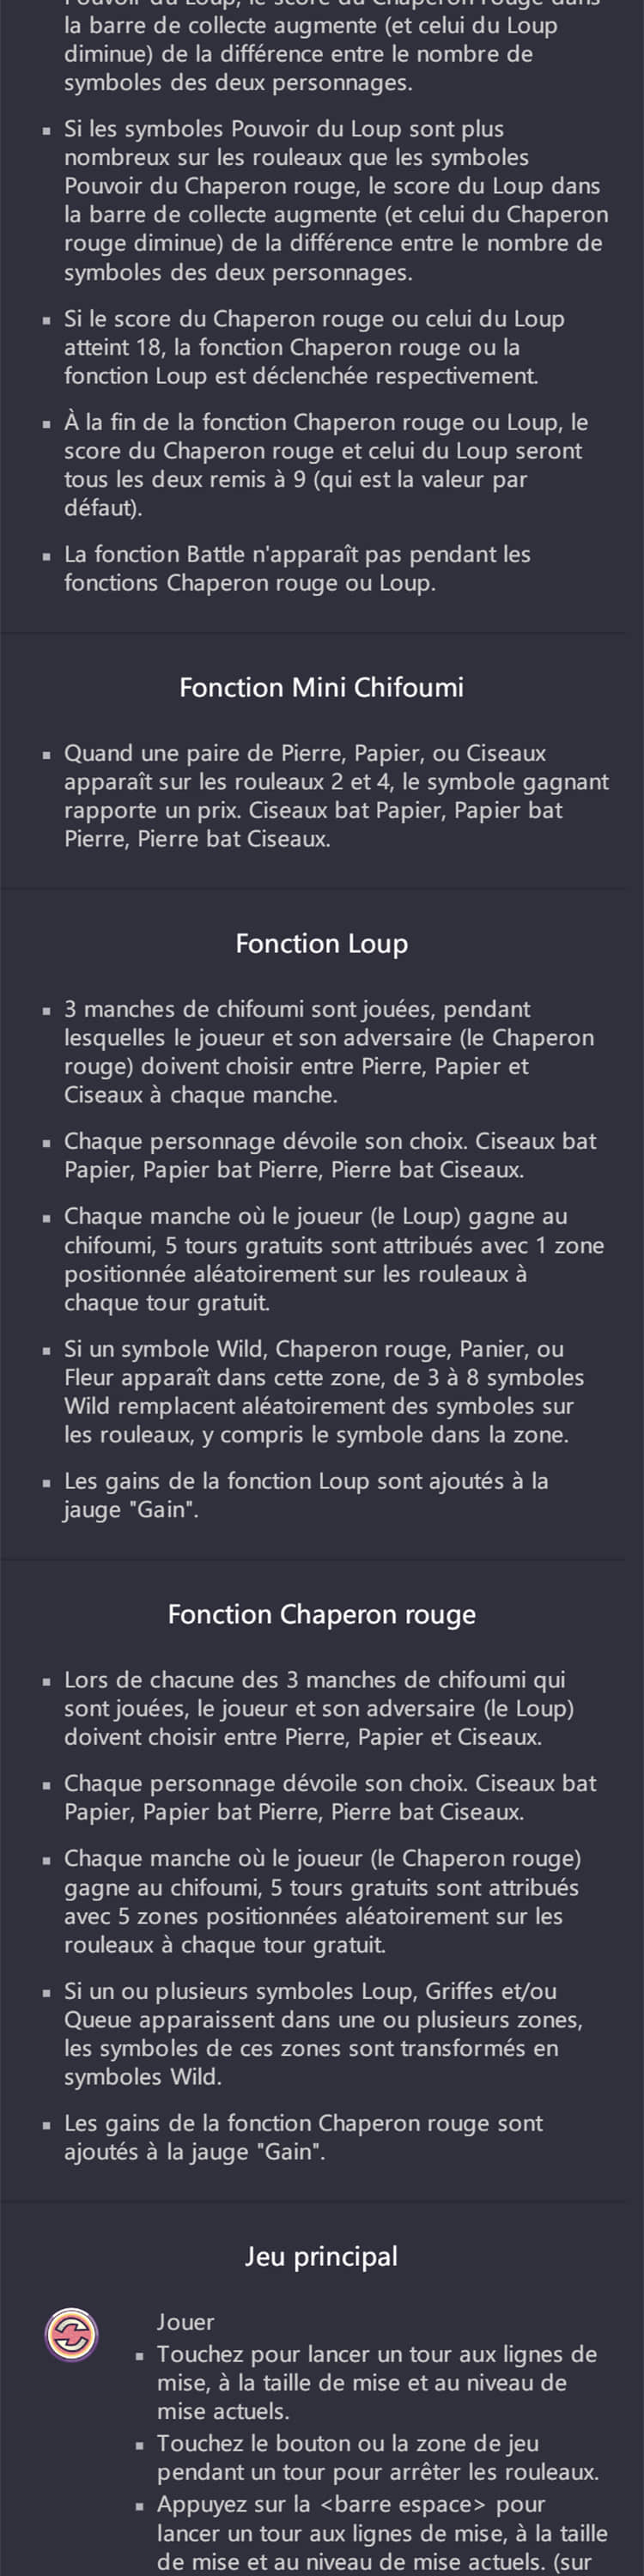 Pouvoir du Loup, le score du Chaperon rouge dans
la barre de collecte augmente (et celui du Loup
diminue) de la différence entre le nombre de
symboles des deux personnages.
▪ Si les symboles Pouvoir du Loup sont plus
nombreux sur les rouleaux que les symboles
Pouvoir du Chaperon rouge, le score du Loup dans
la barre de collecte augmente (et celui du Chaperon
rouge diminue) de la différence entre le nombre de
symboles des deux personnages.
▪ Si le score du Chaperon rouge ou celui du Loup
atteint 18, la fonction Chaperon rouge ou la
fonction Loup est déclenchée respectivement.
▪ À la fin de la fonction Chaperon rouge ou Loup, le
score du Chaperon rouge et celui du Loup seront
tous les deux remis à 9 (qui est la valeur par
défaut).
▪ La fonction Battle n'apparaît pas pendant les
fonctions Chaperon rouge ou Loup.
Fonction Mini Chifoumi
▪ Quand une paire de Pierre, Papier, ou Ciseaux
apparaît sur les rouleaux 2 et 4, le symbole gagnant
rapporte un prix. Ciseaux bat Papier, Papier bat
Pierre, Pierre bat Ciseaux.
Fonction Loup
▪ 3 manches de chifoumi sont jouées, pendant
lesquelles le joueur et son adversaire (le Chaperon
rouge) doivent choisir entre Pierre, Papier et
Ciseaux à chaque manche.
▪ Chaque personnage dévoile son choix. Ciseaux bat
Papier, Papier bat Pierre, Pierre bat Ciseaux.
▪ Chaque manche où le joueur (le Loup) gagne au
chifoumi, 5 tours gratuits sont attribués avec 1 zone
positionnée aléatoirement sur les rouleaux à
chaque tour gratuit.
▪ Si un symbole Wild, Chaperon rouge, Panier, ou
Fleur apparaît dans cette zone, de 3 à 8 symboles
Wild remplacent aléatoirement des symboles sur
les rouleaux, y compris le symbole dans la zone.
▪ Les gains de la fonction Loup sont ajoutés à la
jauge "Gain".
Fonction Chaperon rouge
▪ Lors de chacune des 3 manches de chifoumi qui
sont jouées, le joueur et son adversaire (le Loup)
doivent choisir entre Pierre, Papier et Ciseaux.
▪ Chaque personnage dévoile son choix. Ciseaux bat
Papier, Papier bat Pierre, Pierre bat Ciseaux.
▪ Chaque manche où le joueur (le Chaperon rouge)
gagne au chifoumi, 5 tours gratuits sont attribués
avec 5 zones positionnées aléatoirement sur les
rouleaux à chaque tour gratuit.
▪ Si un ou plusieurs symboles Loup, Griffes et/ou
Queue apparaissent dans une ou plusieurs zones,
les symboles de ces zones sont transformés en
symboles Wild.
▪ Les gains de la fonction Chaperon rouge sont
ajoutés à la jauge "Gain".
Jeu principal
Jouer
▪ Touchez pour lancer un tour aux lignes de
mise, à la taille de mise et au niveau de
mise actuels.
▪ Touchez le bouton ou la zone de jeu
pendant un tour pour arrêter les rouleaux.
▪ Appuyez sur la <barre espace> pour
lancer un tour aux lignes de mise, à la taille
de mise et au niveau de mise actuels. (sur